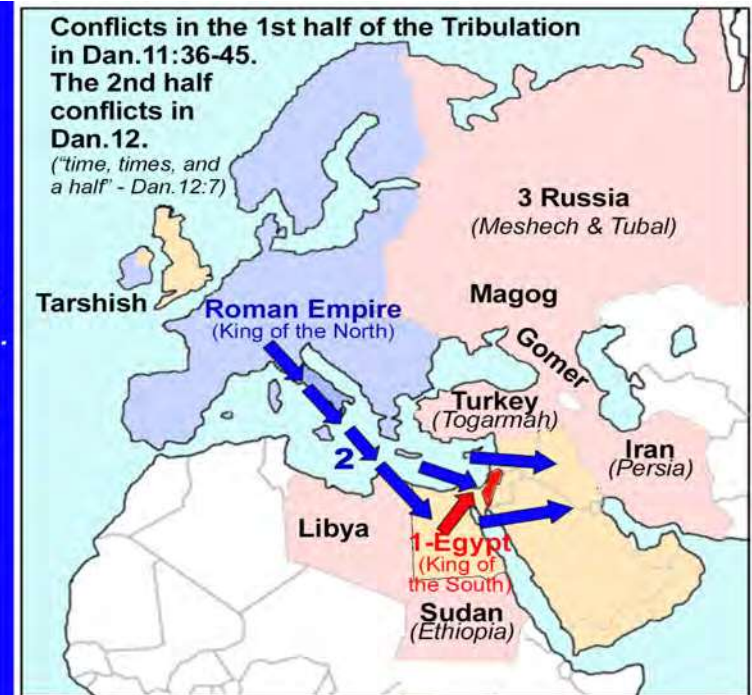 Conflicts in the 1st half of the Tribulation
in Dan.11:36-45.
The 2nd half
conflicts in
Dan.12.
("time, times, and
a half" - Dan.12:7)
3 Russia
(Meshech & Tubal)
Tarshish
Roman Empire
(King of the North)
Magog
Gomer
Turkey
(Togarmah)
Iran
(Persia)
2
Libya
1-Egypt
(King of
the South)
Sudan
(Ethiopia)